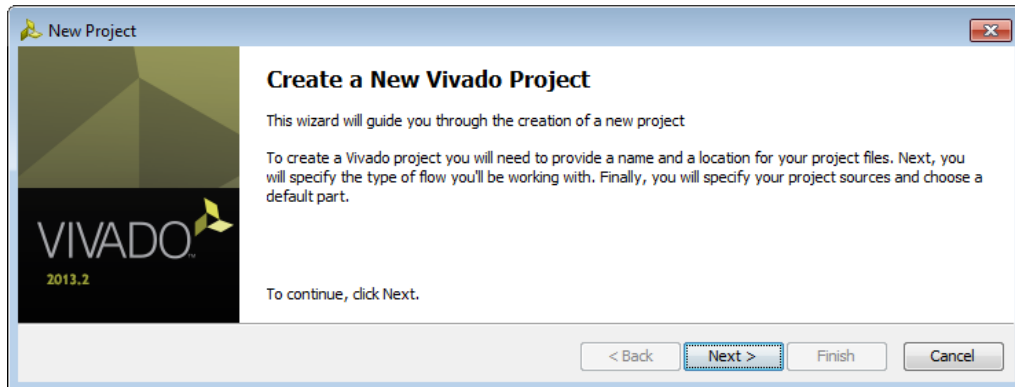 New Project
Create a New Vivado Project
This wizard will guide you through the creation of a new project
To create a Vivado project you will need to provide a name and a location for your project files. Next, you
will specify the type of flow you'll be working with. Finally, you will specify your project sources and choose a
default part.
VIVADO™
2013.2
To continue, click Next.
< Back
Next >
Finish
Cancel